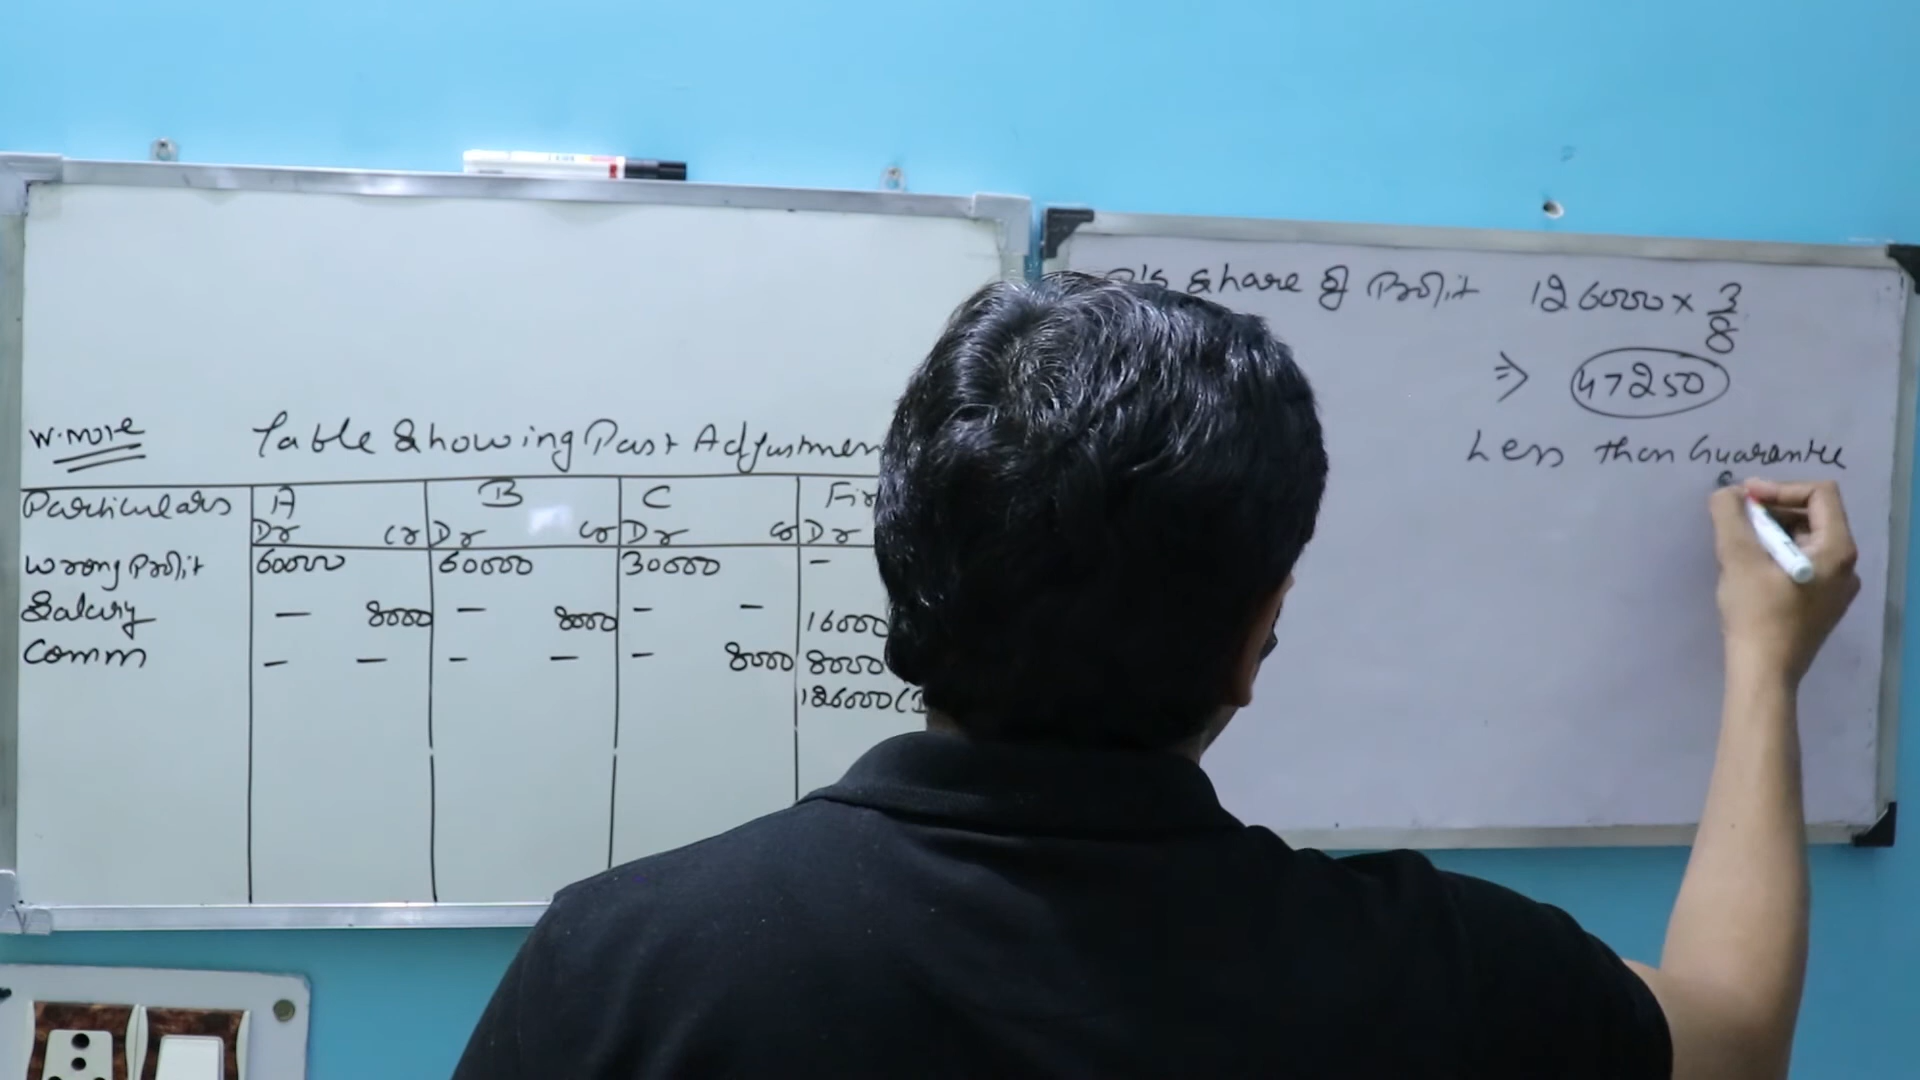 W. More Table Showing Past Adjustmen
Particulars A B C Fir
Dr Cr Dr Cr Dr Cr Dr
Wrong Profit 60000 60000 30000 -
Salary - 8000 - 8000 - - 16000
Comm - - - - - 8000 8000
126000 (
's Share of Profit 126000 × 3/8
⇒ 47250
Less than Guarantee